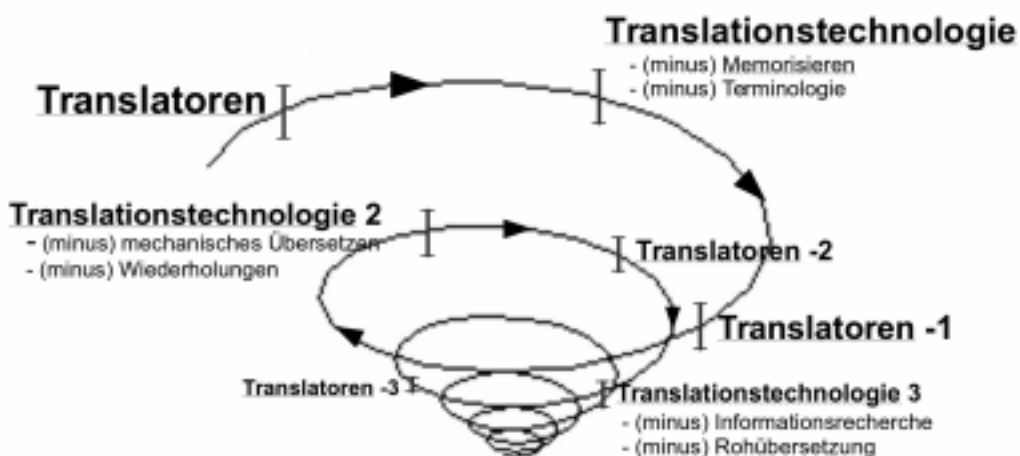 Translationstechnologie
- (minus) Memorisieren
- (minus) Terminologie
Translatoren
Translationstechnologie 2
- (minus) mechanisches Übersetzen
- (minus) Wiederholungen
Translatoren -2
Translatoren -1
Translatoren -3
Translationstechnologie 3
- (minus) Informationsrecherche
- (minus) Rohübersetzung